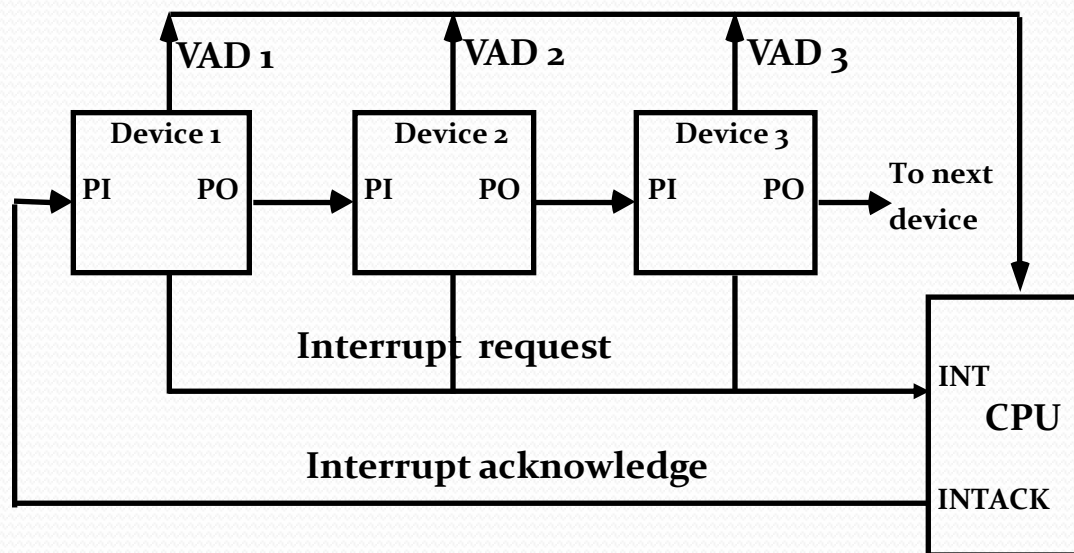 VAD 1
VAD 2
VAD 3
Device 1
Device 2
Device 3
PI
PO
PI
PO
PI
PO
To next
device
Interrupt request
INT
CPU
Interrupt acknowledge
INTACK